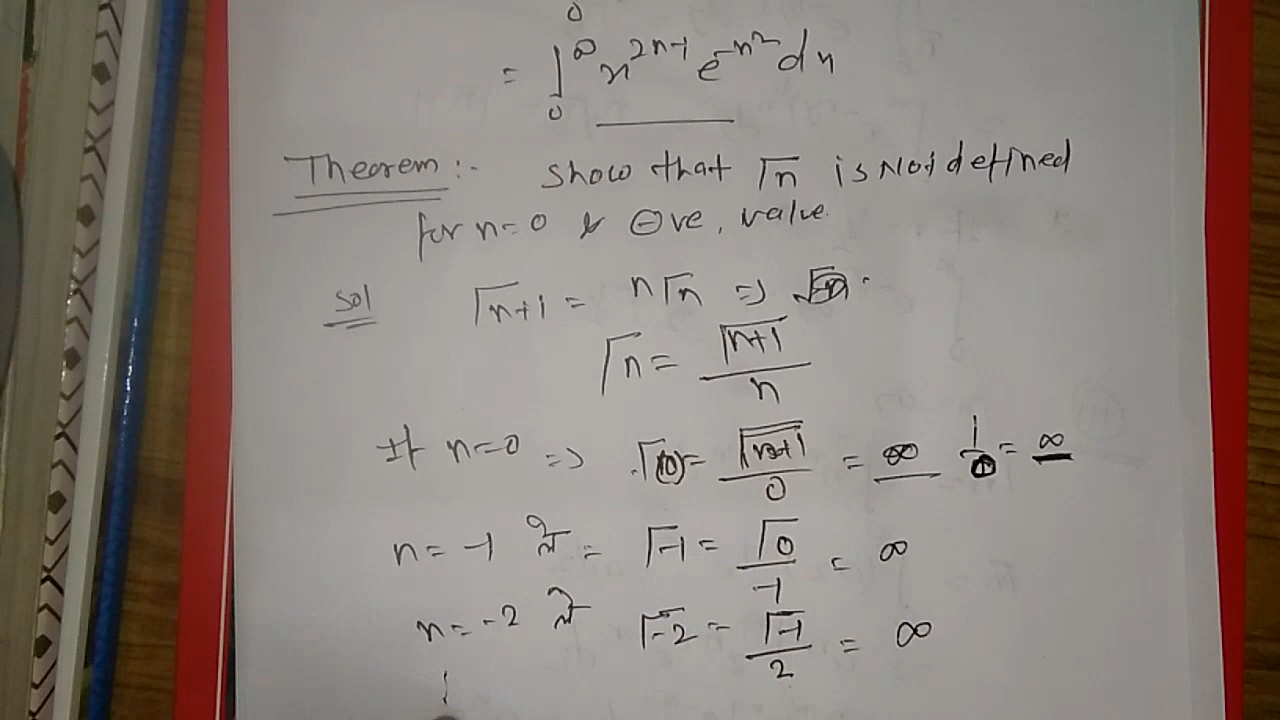 0
= ∫₀^∞ x^{2n-1} e^{-x²} dx
Theorem :- Show that Γn is Not defined
for n=0 & ⊖ve, value.
Sol Γn+1 = nΓn ⇒
Γn = Γn+1 / n
If n=0 ⇒ Γ(0) = Γ0+1 / 0 = ∞ 1/0 = ∞
n = -1 ने = Γ-1 = Γ0 / -1 = ∞
n = -2 ने Γ-2 = Γ-1 / 2 = ∞